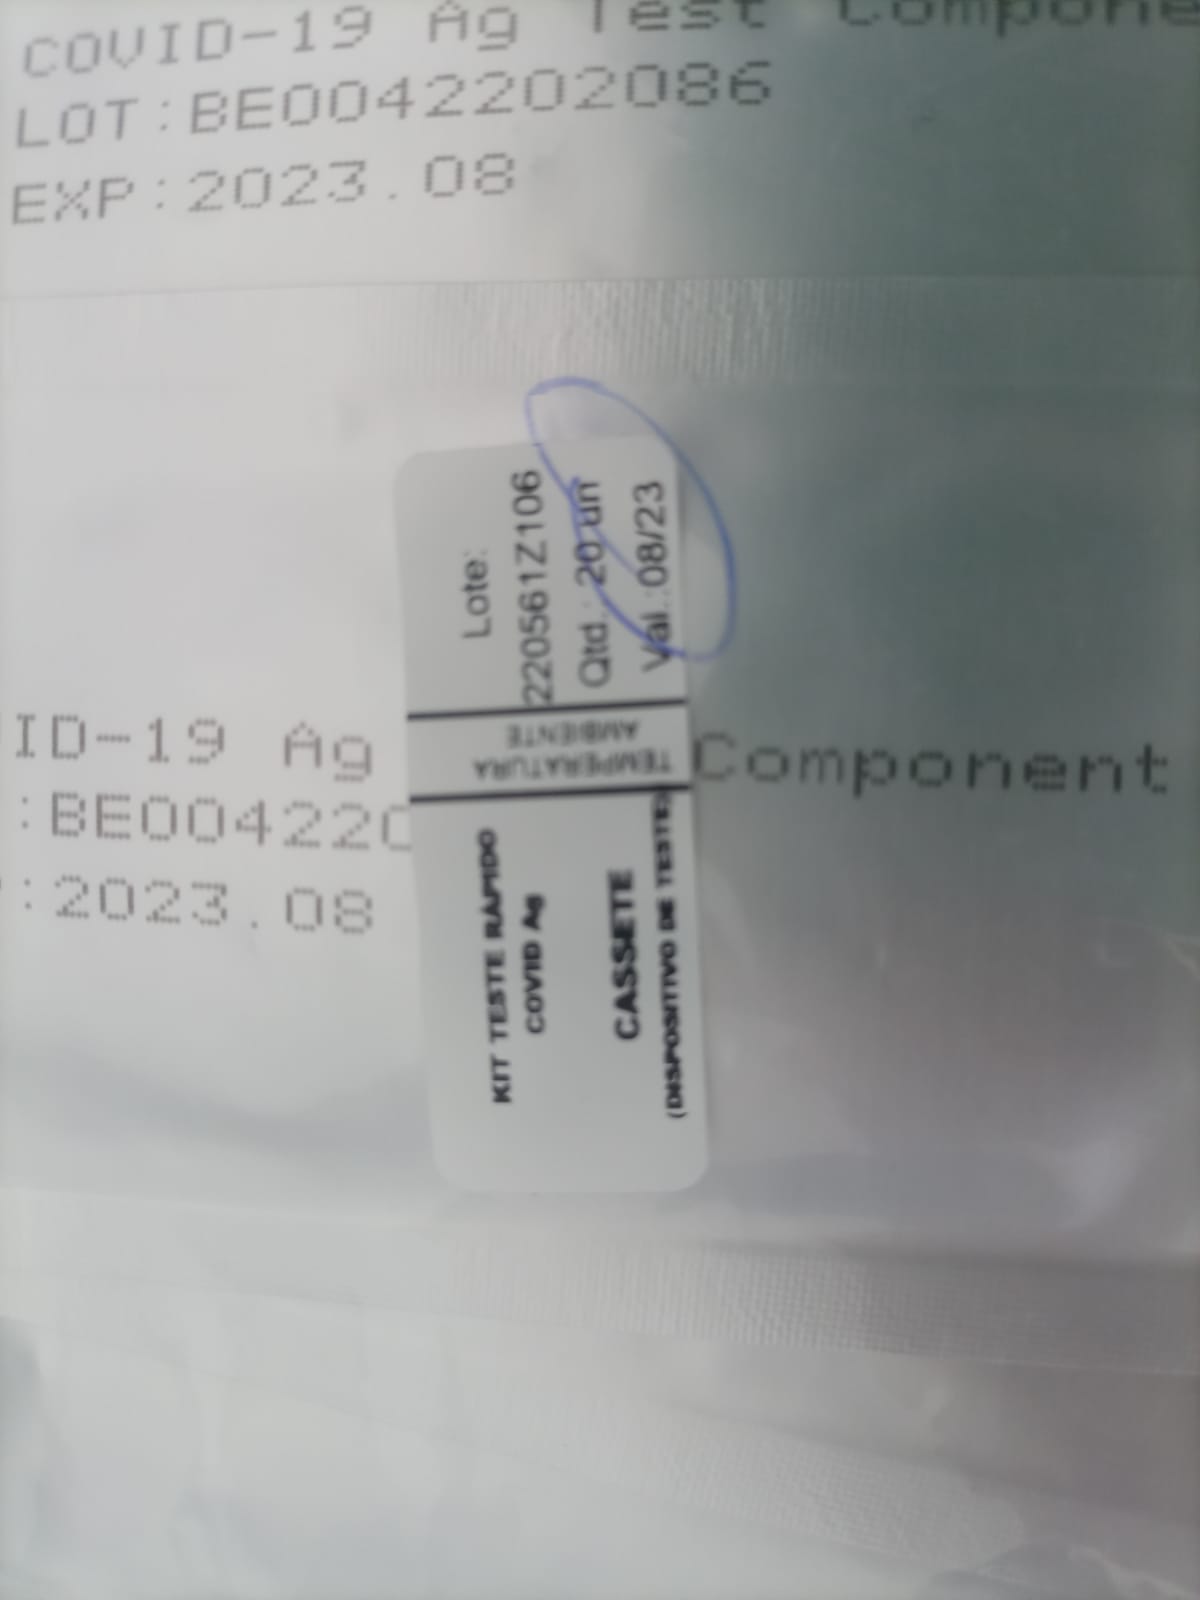 COVID-19 Ag Test Compone
LOT:BE0042202086
EXP:2023.08
ID-19 Ag
Component
:BE004220
:2023.08
Lote:
220561Z106
Qtd.: 20 un
Val.:08/23
TEMPERATURA
AMBIENTE
KIT TESTE RÁPIDO
COVID Ag
CASSETE
(DISPOSITIVO DE TESTE)